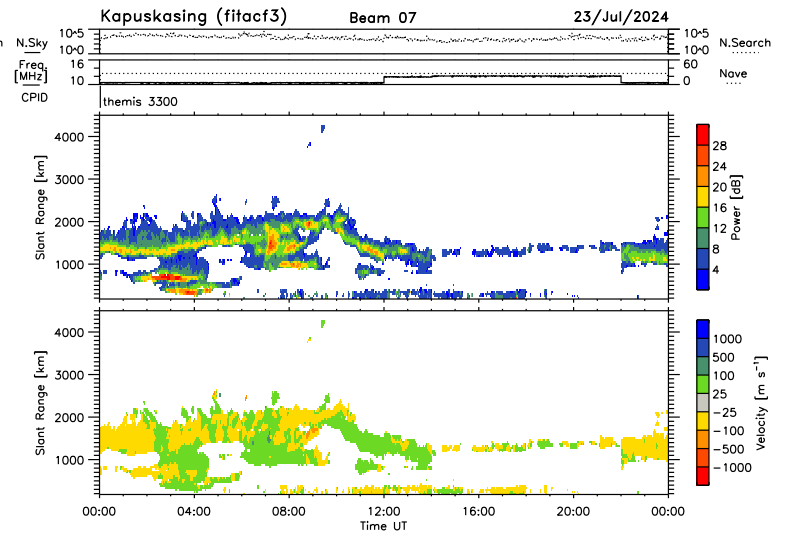 Kapuskasing (fitacf3) Beam 07 23/Jul/2024
N.Sky 10^5 10^0 10^5 10^0 N.Search
Freq. [MHz] 16 10 60 0 Nave
CPID themis 3300
Slant Range [km]
4000
3000
2000
1000
28
24
20
16
12
8
4
Power [dB]
Slant Range [km]
4000
3000
2000
1000
1000
500
100
25
-25
-100
-500
-1000
Velocity [m s⁻¹]
00:00 04:00 08:00 12:00 16:00 20:00 00:00
Time UT